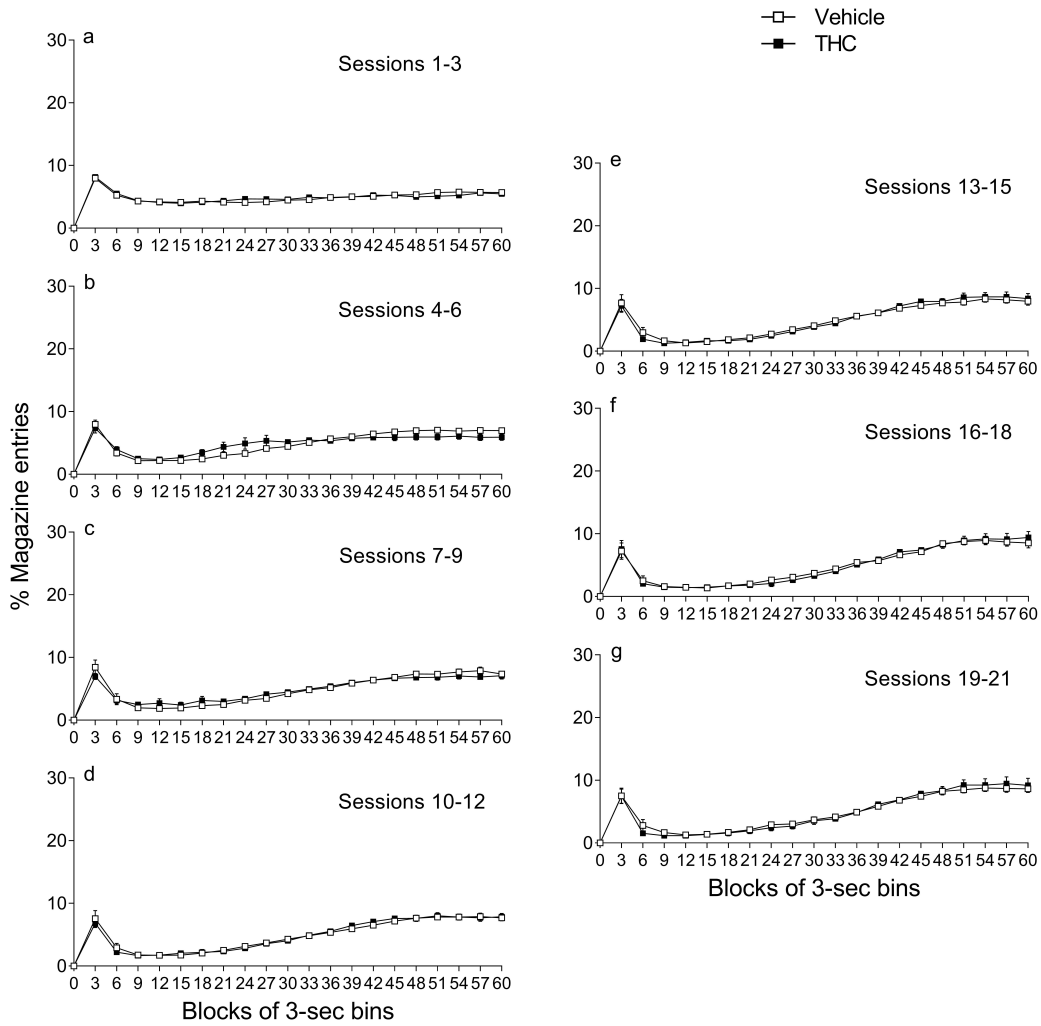 Vehicle
THC
a
Sessions 1-3
30
20
10
0
0 3 6 9 12 15 18 21 24 27 30 33 36 39 42 45 48 51 54 57 60
b
Sessions 4-6
30
20
10
0
0 3 6 9 12 15 18 21 24 27 30 33 36 39 42 45 48 51 54 57 60
% Magazine entries
c
Sessions 7-9
30
20
10
0
0 3 6 9 12 15 18 21 24 27 30 33 36 39 42 45 48 51 54 57 60
d
Sessions 10-12
30
20
10
0
0 3 6 9 12 15 18 21 24 27 30 33 36 39 42 45 48 51 54 57 60
Blocks of 3-sec bins
e
Sessions 13-15
30
20
10
0
0 3 6 9 12 15 18 21 24 27 30 33 36 39 42 45 48 51 54 57 60
f
Sessions 16-18
30
20
10
0
0 3 6 9 12 15 18 21 24 27 30 33 36 39 42 45 48 51 54 57 60
g
Sessions 19-21
30
20
10
0
0 3 6 9 12 15 18 21 24 27 30 33 36 39 42 45 48 51 54 57 60
Blocks of 3-sec bins